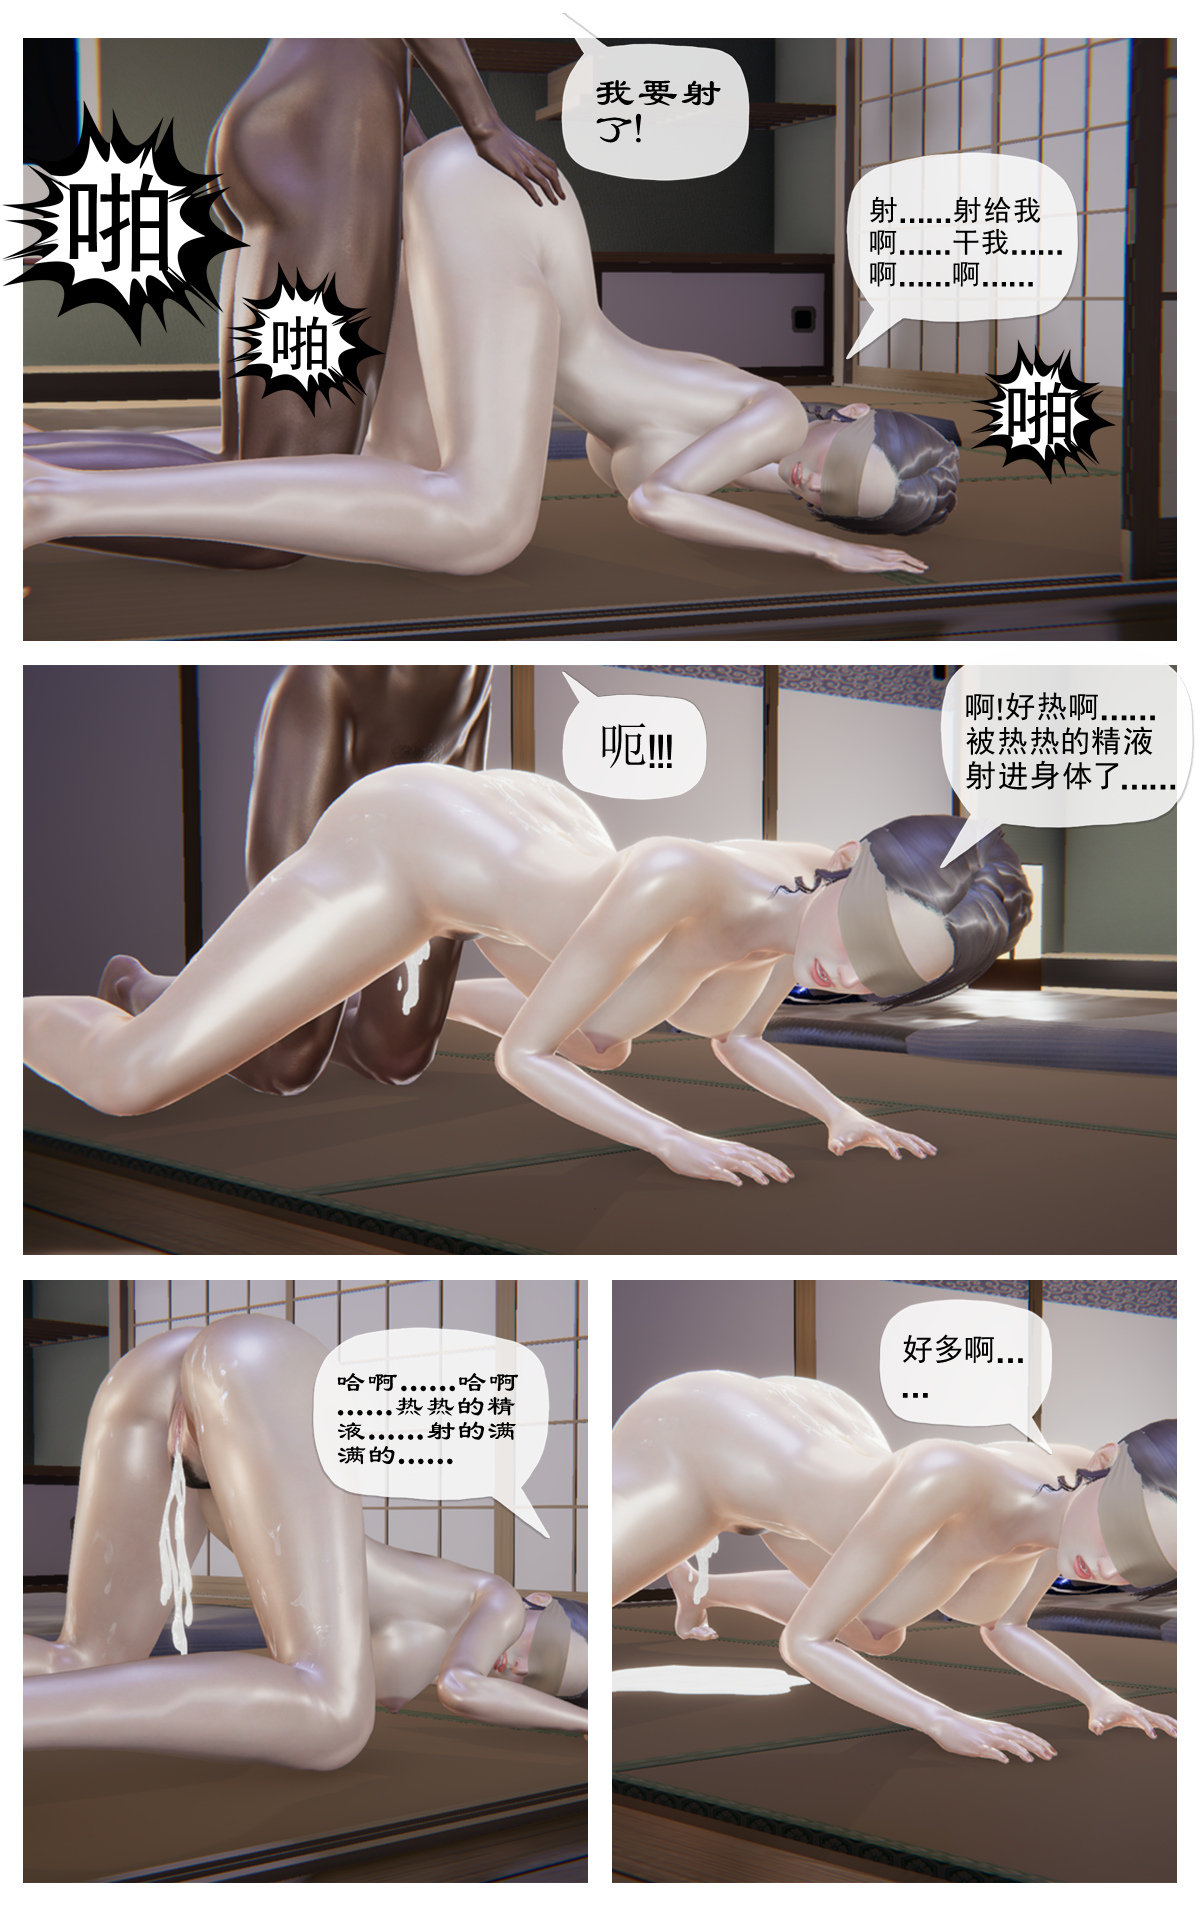 我要射
了!
啪
射……射给我
啊……干我……
啊……啊……
啪
啪
呃!!!
啊!好热啊……
被热热的精液
射进身体了……
哈啊……哈啊
……热热的精
液……射的满
满的……
好多啊…
…